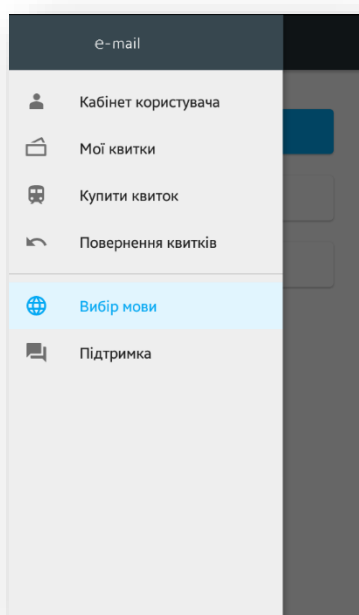 e-mail
Кабінет користувача
Мої квитки
Купити квиток
Повернення квитків
Вибір мови
Підтримка